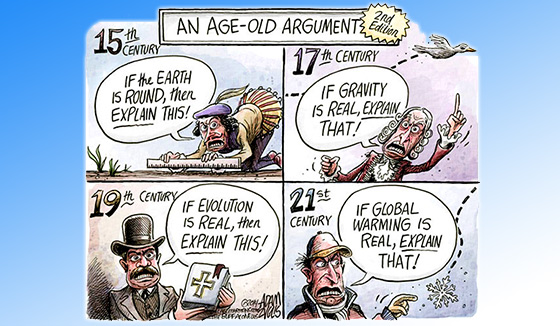 AN AGE-OLD ARGUMENT
2nd
Edition!
15th
CENTURY
IF the EARTH
IS ROUND, then
EXPLAIN THIS!
17th CENTURY
IF GRAVITY
IS REAL, EXPLAIN
THAT!
19th CENTURY
IF EVOLUTION
IS REAL, then
EXPLAIN THIS!
21st
CENTURY
IF GLOBAL
WARMING IS
REAL, EXPLAIN
THAT!